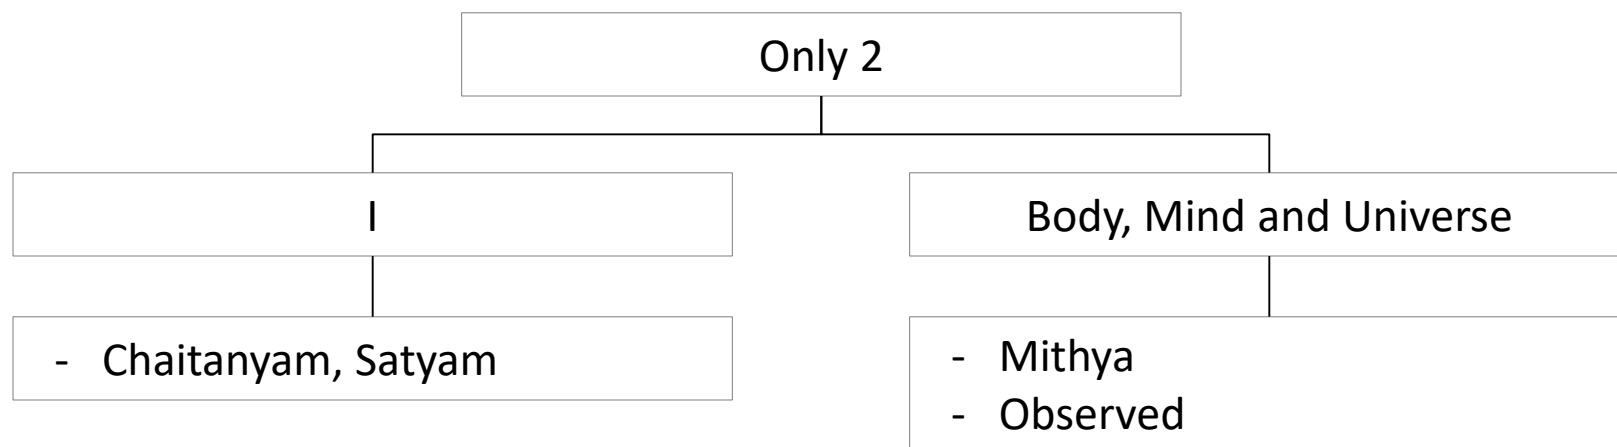 Only 2
I
Body, Mind and Universe
- Chaitanyam, Satyam
- Mithya
- Observed